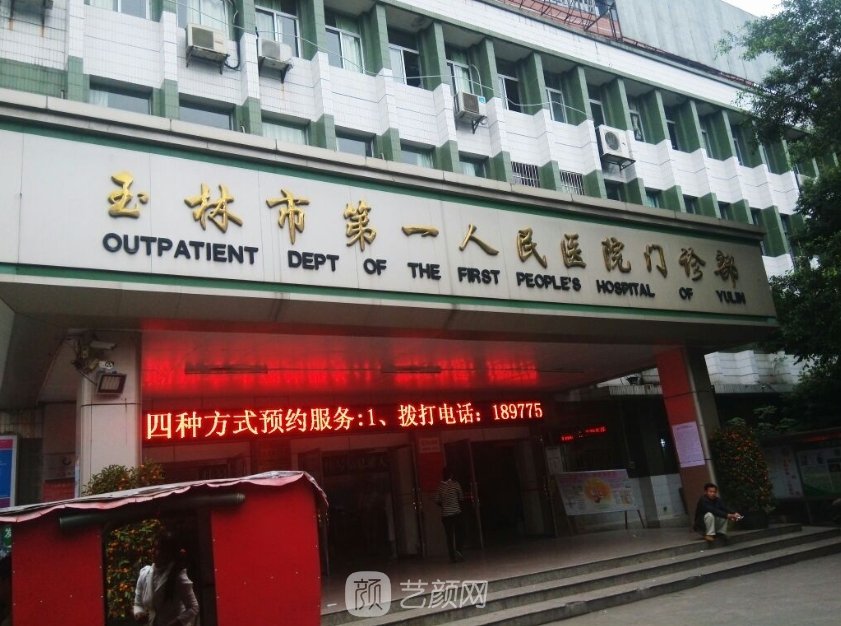 玉林市第一人民医院门诊部
OUTPATIENT DEPT OF THE FIRST PEOPLE'S HOSPITAL OF YULIN
四种方式预约服务:1、拨打电话：189775
颜 艺颜网